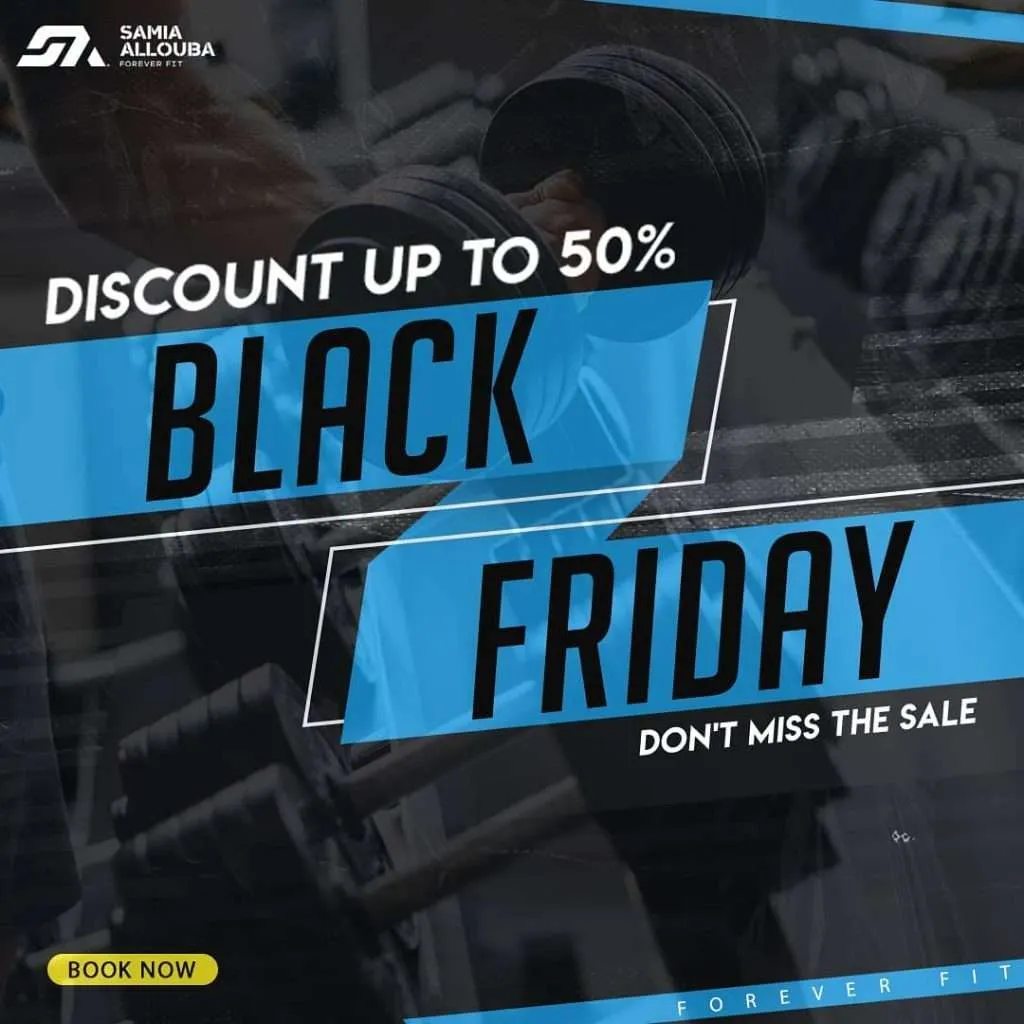 SAMIA
ALLOUBA
FOREVER FIT
DISCOUNT UP TO 50%
BLACK
FRIDAY
DON'T MISS THE SALE
BOOK NOW
FOREVER FIT